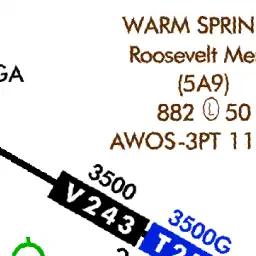 WARM SPRIN
Roosevelt Me
(5A9)
GA
882 Ⓛ 50
AWOS-3PT 11
3500
V243
3500G